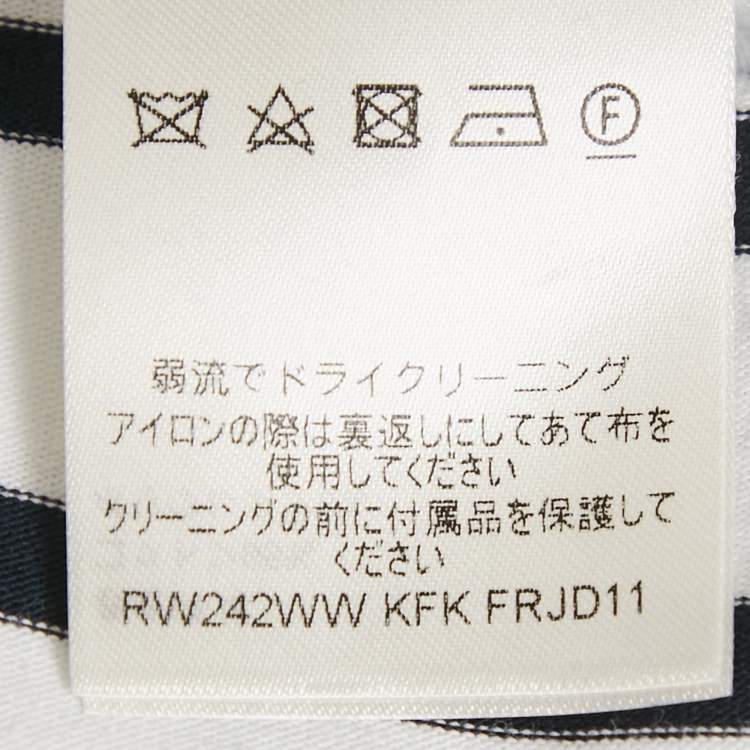 F
弱流でドライクリーニング
アイロンの際は裏返しにしてあて布を
使用してください
クリーニングの前に付属品を保護して
ください
RW242WW KFK FRJD11